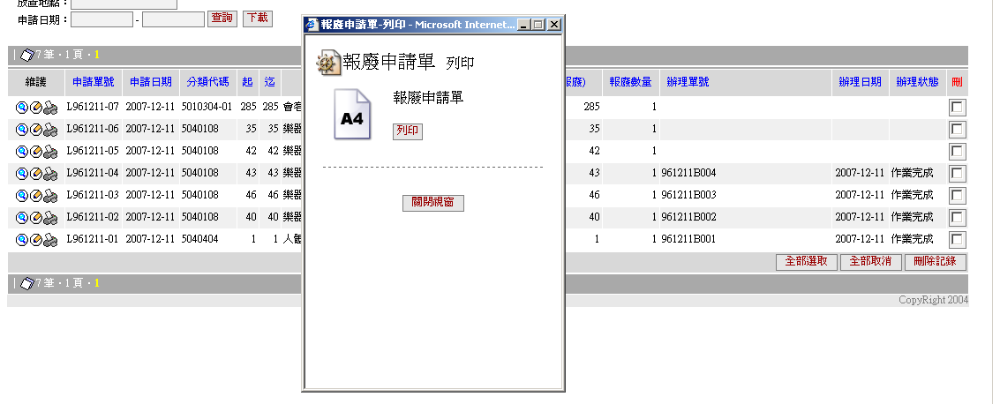 放置地點：
申請日期： - 查詢 下載
| 7 筆・1 頁・1
維護 申請單號 申請日期 分類代碼 起 迄 報廢) 報廢數量 辦理單號 辦理日期 辦理狀態 刪
L961211-07 2007-12-11 5010304-01 285 285 會 285 1
L961211-06 2007-12-11 5040108 35 35 樂器 35 1
L961211-05 2007-12-11 5040108 42 42 樂器 42 1
L961211-04 2007-12-11 5040108 43 43 樂器 43 1 961211B004 2007-12-11 作業完成
L961211-03 2007-12-11 5040108 46 46 樂器 46 1 961211B003 2007-12-11 作業完成
L961211-02 2007-12-11 5040108 40 40 樂器 40 1 961211B002 2007-12-11 作業完成
L961211-01 2007-12-11 5040404 1 1 人體 1 1 961211B001 2007-12-11 作業完成
全部選取 全部取消 刪除記錄
| 7 筆・1 頁・1
CopyRight 2004
報廢申請單-列印 - Microsoft Internet...
報廢申請單 列印
A4
報廢申請單
列印
關閉視窗